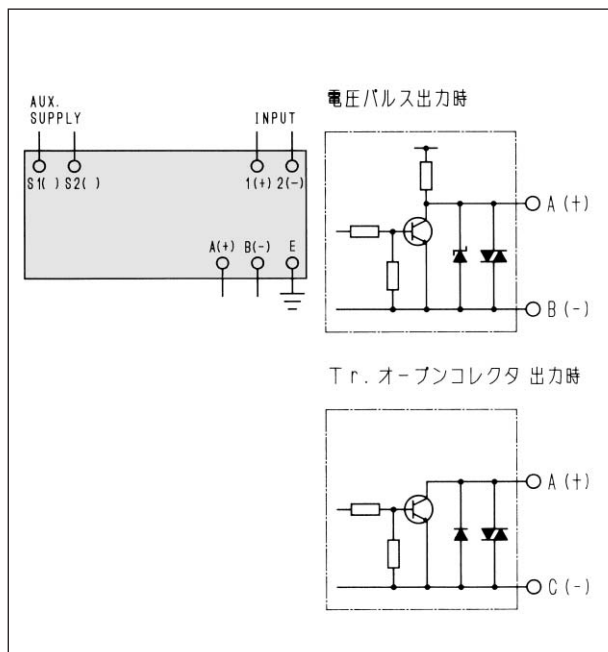 電圧パルス出力時
AUX.
SUPPLY
INPUT
S1( ) S2( )
1(+) 2(-)
A(+) B(-) E
A(+)
B(-)
Tr.オープンコレクタ 出力時
A(+)
C(-)